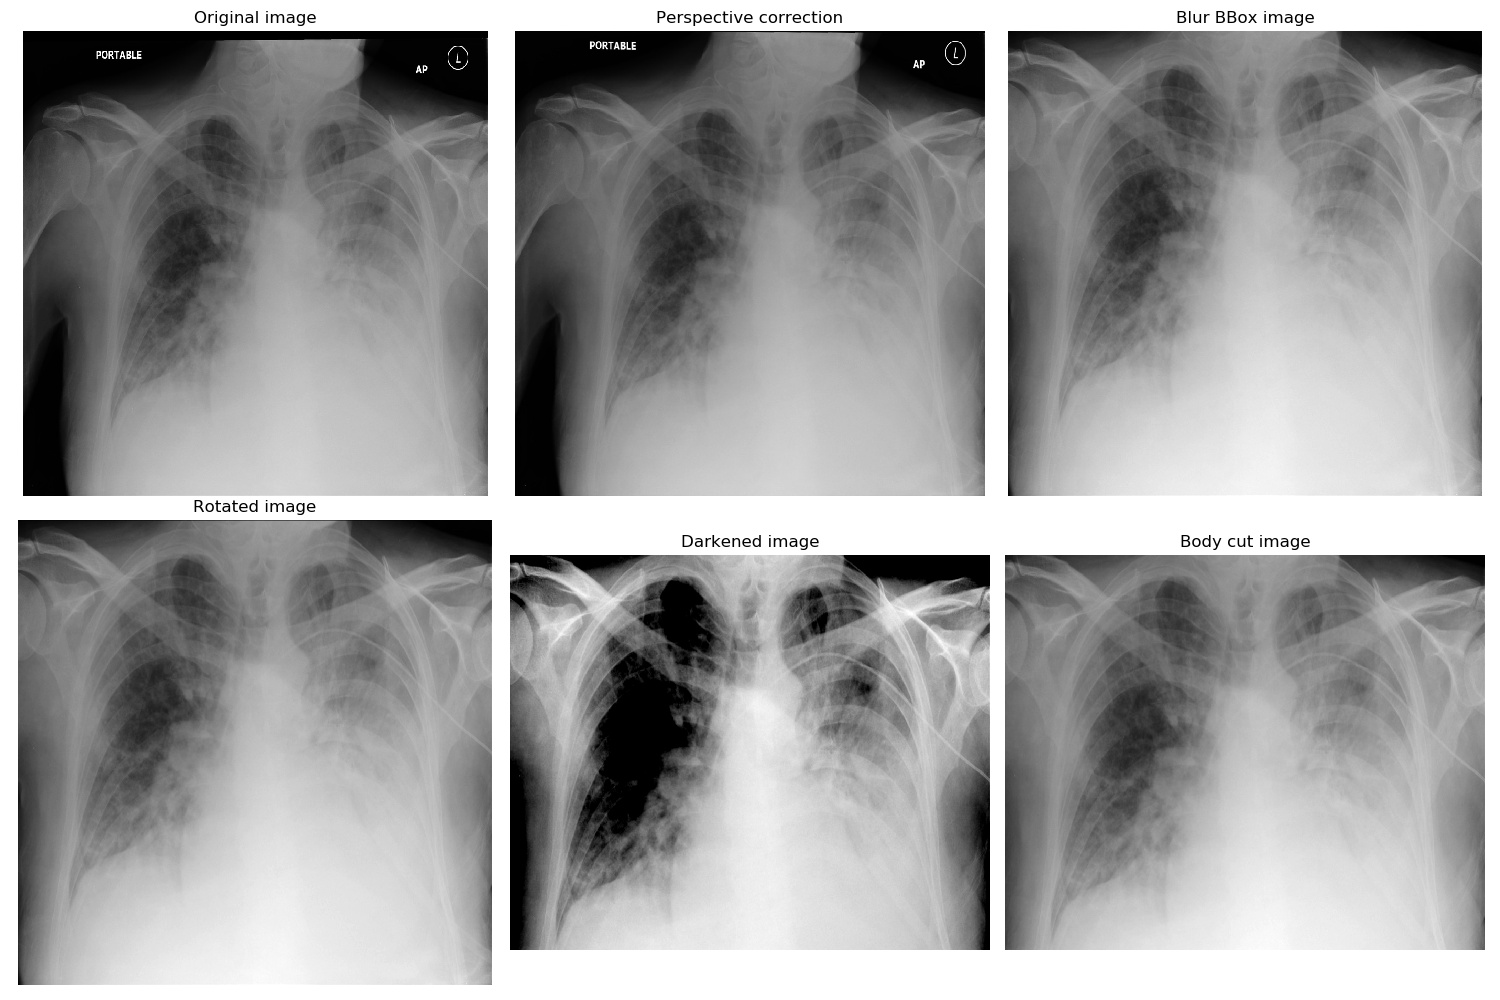 Original image
Perspective correction
Blur BBox image
PORTABLE
AP
L
PORTABLE
AP
L
Rotated image
Darkened image
Body cut image